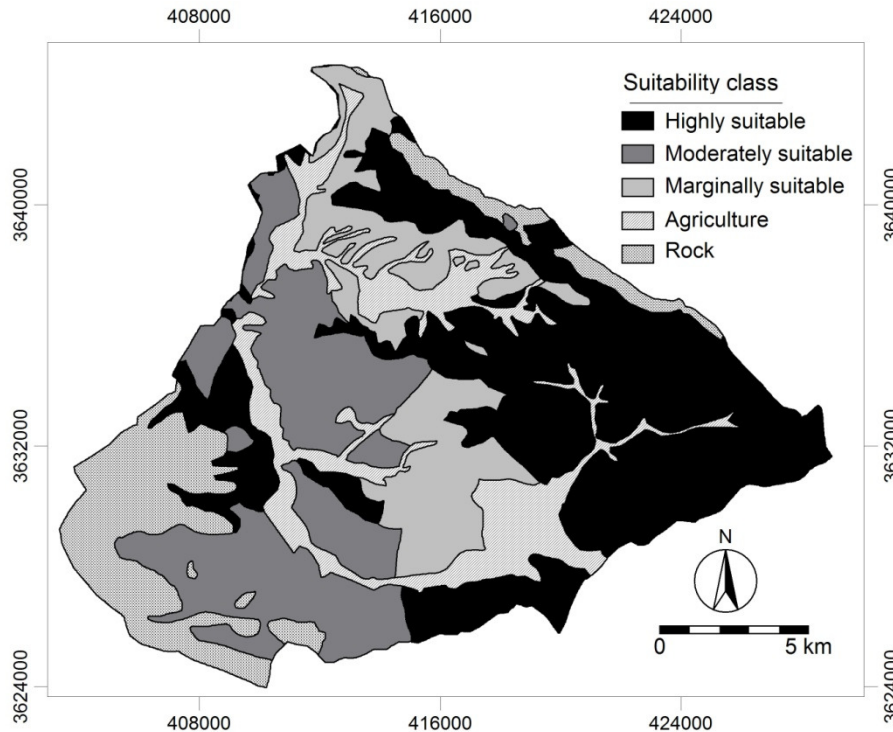 408000 416000 424000
Suitability class
Highly suitable
Moderately suitable
Marginally suitable
Agriculture
Rock
3640000 3640000
3632000 3632000
N
0 5 km
3624000 3624000
408000 416000 424000